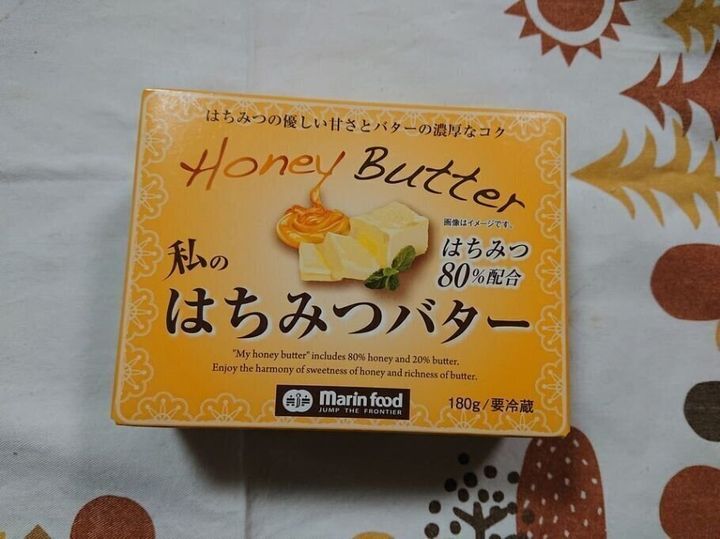 はちみつの優しい甘さとバターの濃厚なコク
Honey Butter
画像はイメージです。
はちみつ
80%配合
私の
はちみつバター
"My honey butter" includes 80% honey and 20% butter.
Enjoy the harmony of sweetness of honey and richness of butter.
marin food
JUMP THE FRONTIER
180g/要冷蔵